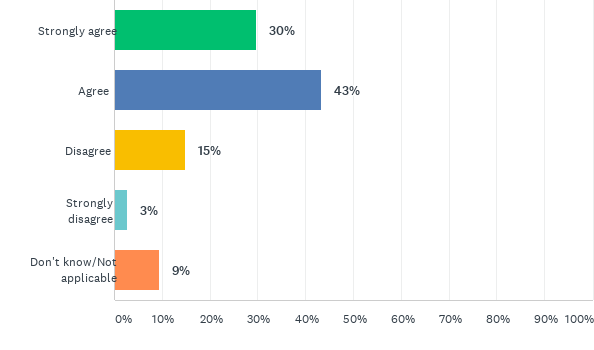 Strongly agree 30%
Agree 43%
Disagree 15%
Strongly
disagree 3%
Don't know/Not
applicable 9%
0% 10% 20% 30% 40% 50% 60% 70% 80% 90% 100%